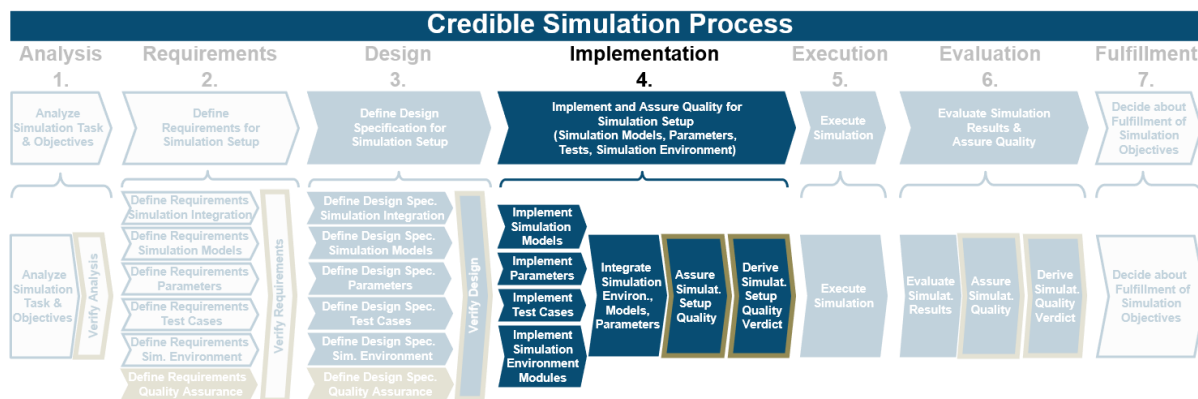 Credible Simulation Process
Analysis
1.
Requirements
2.
Design
3.
Implementation
4.
Execution
5.
Evaluation
6.
Fulfillment
7.
Analyze
Simulation Task
& Objectives
Define
Requirements for
Simulation Setup
Define Design
Specification for
Simulation Setup
Implement and Assure Quality for
Simulation Setup
(Simulation Models, Parameters,
Tests, Simulation Environment)
Execute
Simulation
Evaluate Simulation
Results &
Assure Quality
Decide about
Fulfillment of
Simulation
Objectives
Analyze
Simulation
Task &
Objectives
Verify Analysis
Define Requirements
Simulation Integration
Define Requirements
Simulation Models
Define Requirements
Parameters
Define Requirements
Test Cases
Define Requirements
Sim. Environment
Define Requirements
Quality Assurance
Verify Requirements
Define Design Spec.
Simulation Integration
Define Design Spec.
Simulation Models
Define Design Spec.
Parameters
Define Design Spec.
Test Cases
Define Design Spec.
Sim. Environment
Define Design Spec.
Quality Assurance
Verify Design
Implement
Simulation
Models
Implement
Parameters
Implement
Test Cases
Implement
Simulation
Environment
Modules
Integrate
Simulation
Environ.,
Models,
Parameters
Assure
Simulat.
Setup
Quality
Derive
Simulat.
Setup
Quality
Verdict
Execute
Simulation
Evaluate
Simulat.
Results
Assure
Simulat.
Quality
Derive
Simulat.
Quality
Verdict
Decide about
Fulfillment of
Simulation
Objectives